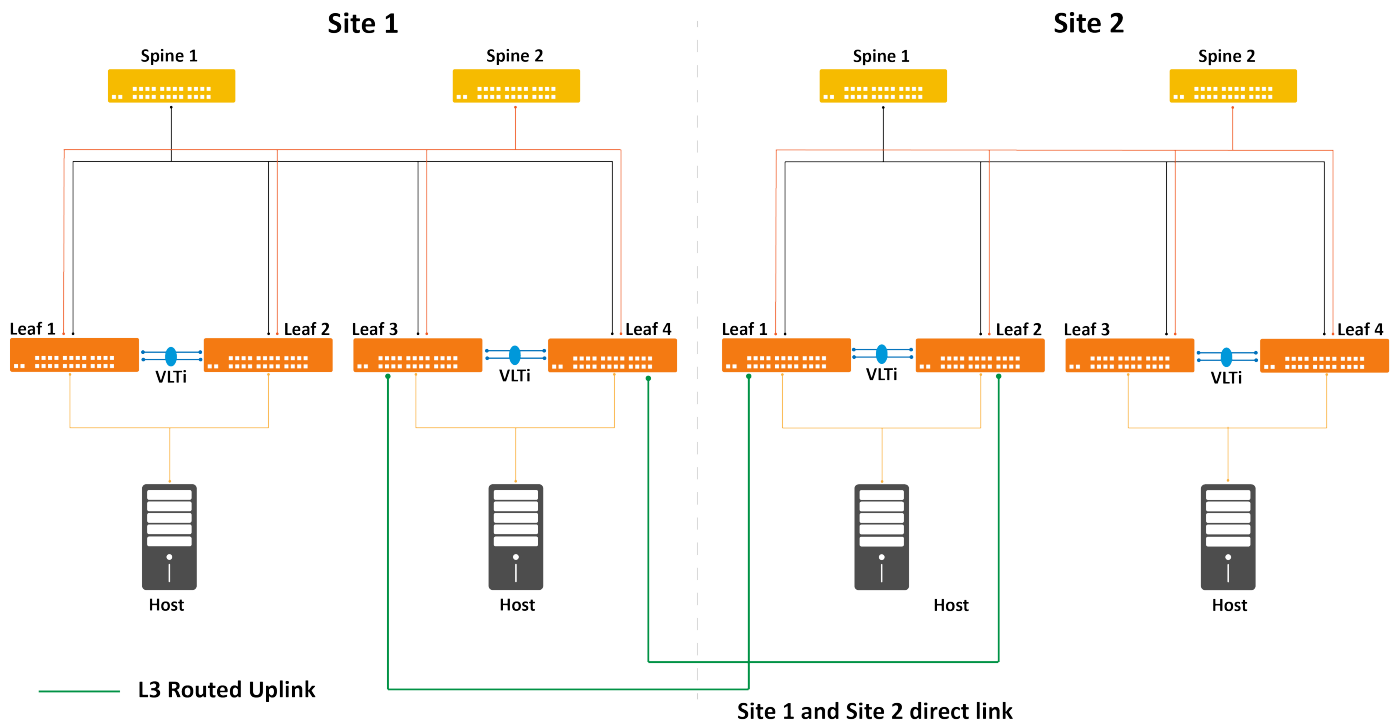 Site 1
Site 2
Spine 1
Spine 2
Spine 1
Spine 2
Leaf 1
Leaf 2
Leaf 3
Leaf 4
Leaf 1
Leaf 2
Leaf 3
Leaf 4
VLTi
VLTi
VLTi
VLTi
Host
Host
Host
Host
L3 Routed Uplink
Site 1 and Site 2 direct link